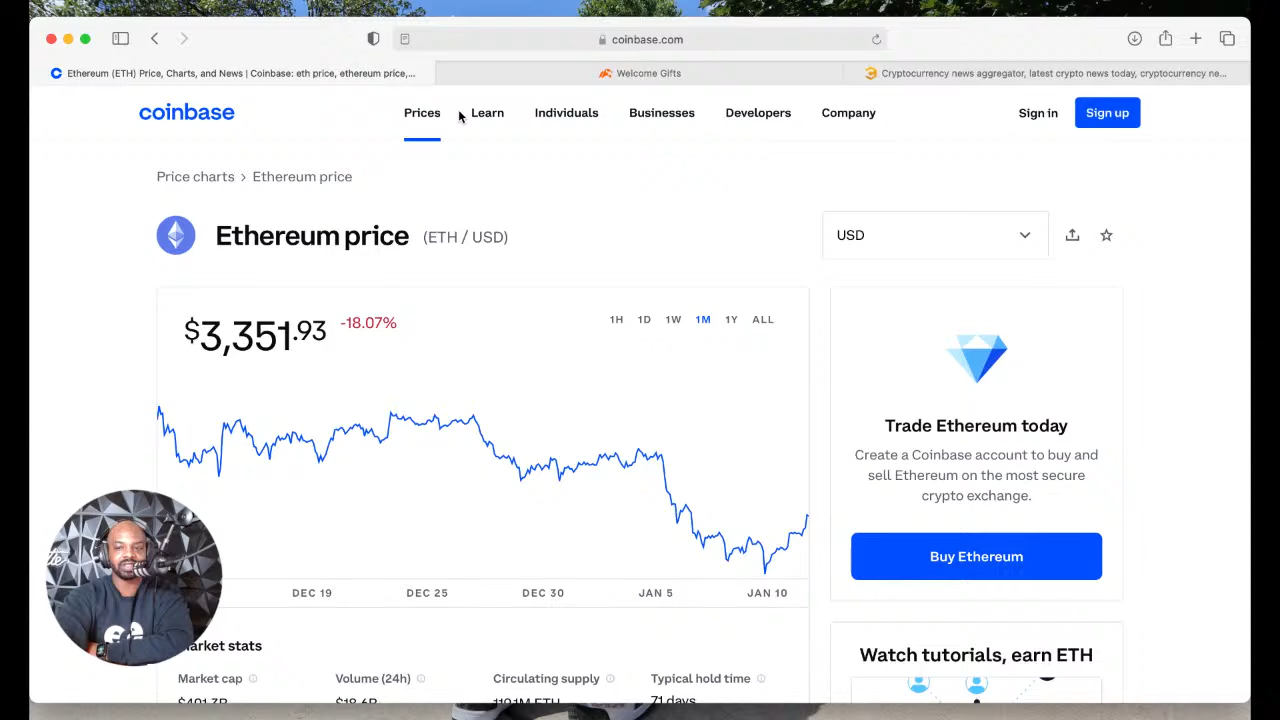 coinbase.com
Ethereum (ETH) Price, Charts, and News | Coinbase: eth price, ethereum price,...
Welcome Gifts
Cryptocurrency news aggregator, latest crypto news today, cryptocurrency ne...
coinbase
Prices
Learn
Individuals
Businesses
Developers
Company
Sign in
Sign up
Price charts > Ethereum price
Ethereum price (ETH / USD)
USD
$3,351.93 -18.07%
1H 1D 1W 1M 1Y ALL
DEC 19 DEC 25 DEC 30 JAN 5 JAN 10
Trade Ethereum today
Create a Coinbase account to buy and
sell Ethereum on the most secure
crypto exchange.
Buy Ethereum
arket stats
Market cap
Volume (24h)
Circulating supply
Typical hold time
71 days
Watch tutorials, earn ETH